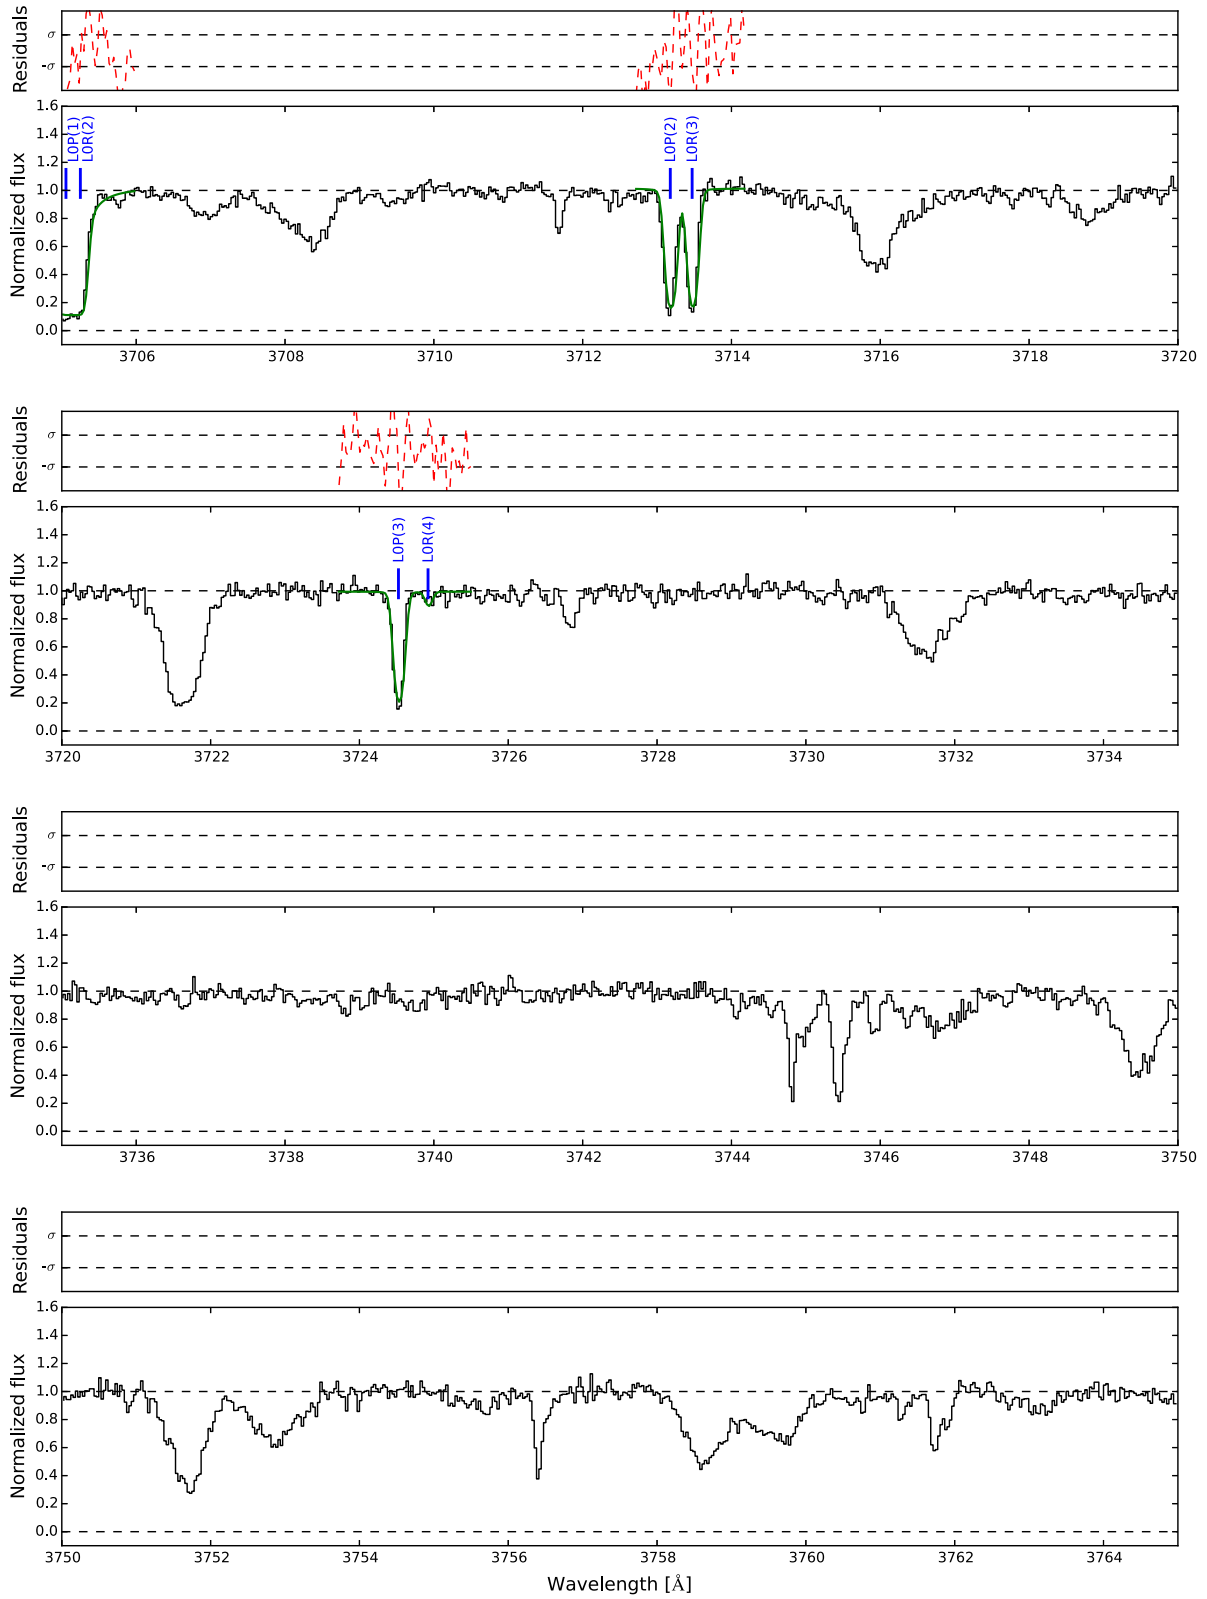 Residuals
σ
-σ
Normalized flux
1.6
1.4
1.2
1.0
0.8
0.6
0.4
0.2
0.0
L0P(1)
L0R(2)
L0P(2)
L0R(3)
3706 3708 3710 3712 3714 3716 3718 3720
Residuals
σ
-σ
Normalized flux
1.6
1.4
1.2
1.0
0.8
0.6
0.4
0.2
0.0
L0P(3)
L0R(4)
3720 3722 3724 3726 3728 3730 3732 3734
Residuals
σ
-σ
Normalized flux
1.6
1.4
1.2
1.0
0.8
0.6
0.4
0.2
0.0
3736 3738 3740 3742 3744 3746 3748 3750
Residuals
σ
-σ
Normalized flux
1.6
1.4
1.2
1.0
0.8
0.6
0.4
0.2
0.0
3750 3752 3754 3756 3758 3760 3762 3764
Wavelength [Å]